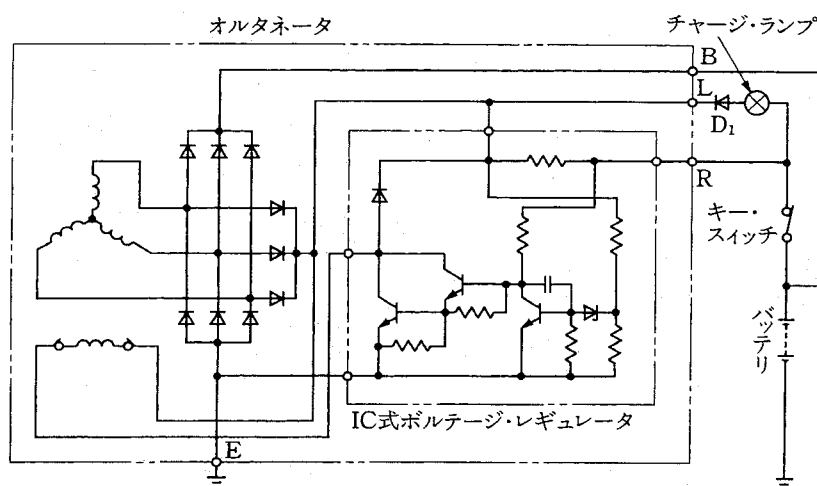 オルタネータ
チャージ・ランプ
B
L
D₁
R
キー・
スイッチ
バッテリ
IC式ボルテージ・レギュレータ
E